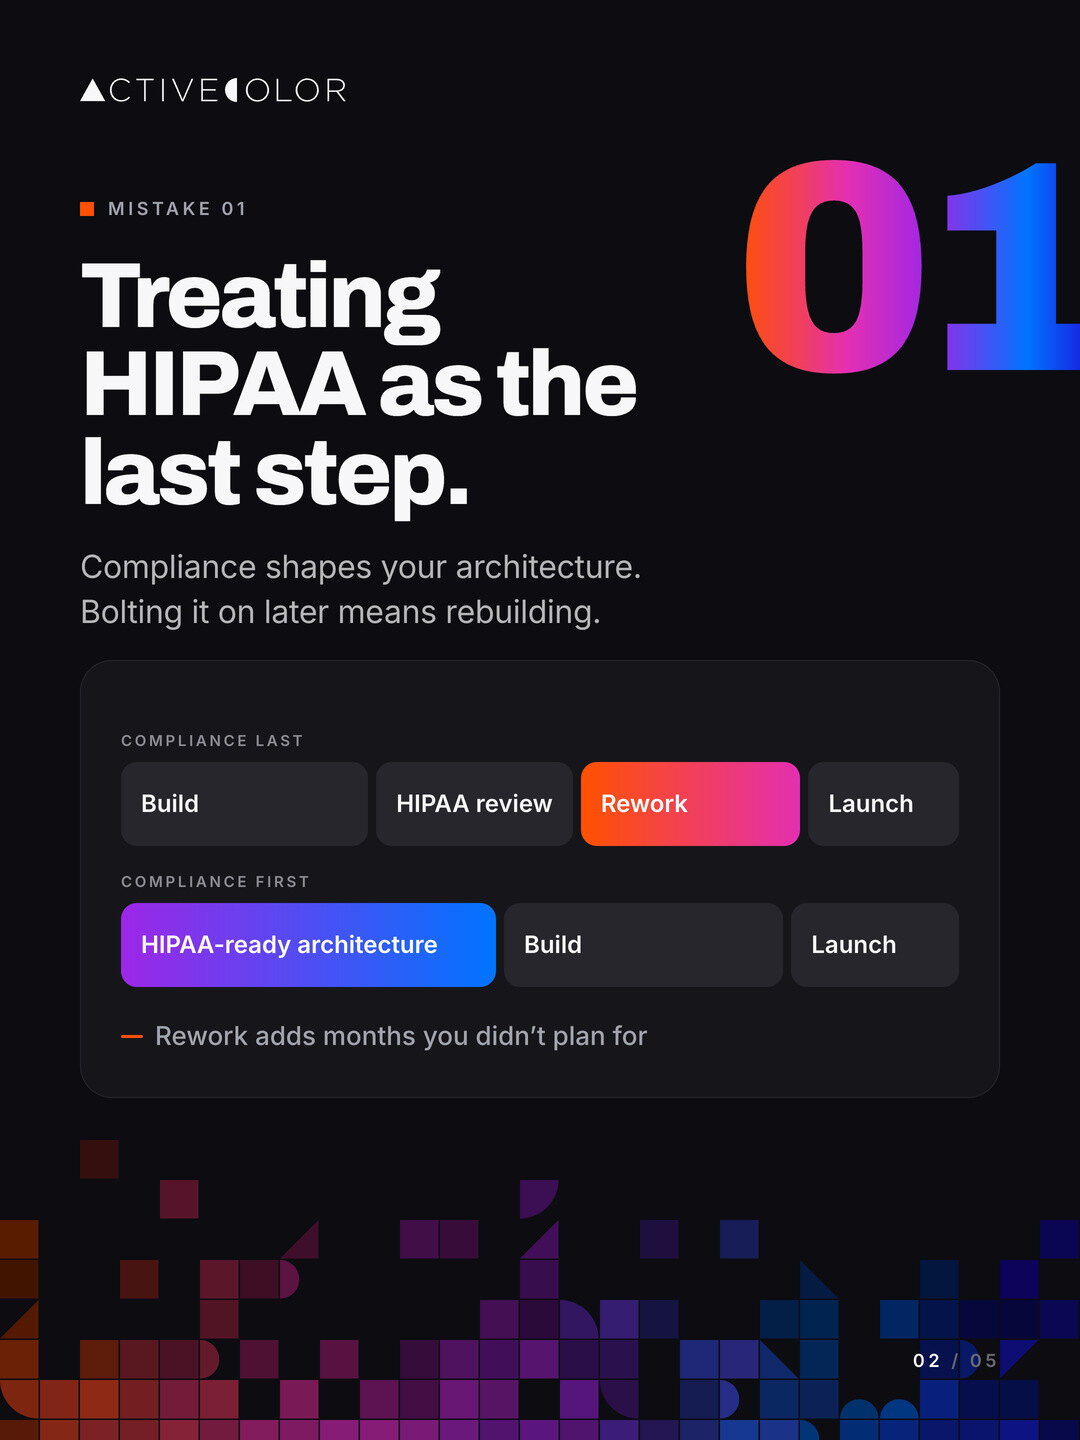 ACTIVECOLOR
MISTAKE 01
01
Treating
HIPAA as the
last step.
Compliance shapes your architecture.
Bolting it on later means rebuilding.
COMPLIANCE LAST
Build HIPAA review Rework Launch
COMPLIANCE FIRST
HIPAA-ready architecture Build Launch
— Rework adds months you didn’t plan for
02 / 05